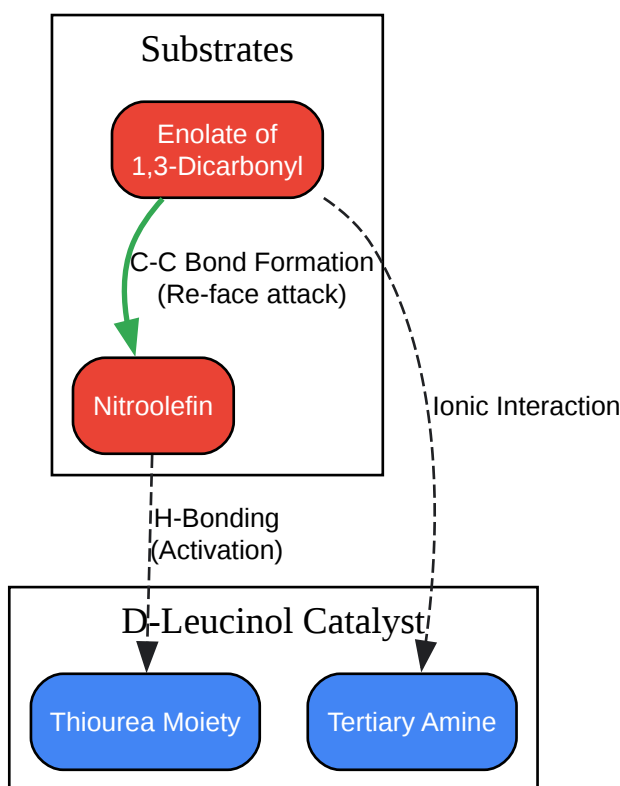 Substrates
Enolate of
1,3-Dicarbonyl
C-C Bond Formation
(Re-face attack)
Nitroolefin
Ionic Interaction
H-Bonding
(Activation)
D-Leucinol Catalyst
Thiourea Moiety
Tertiary Amine